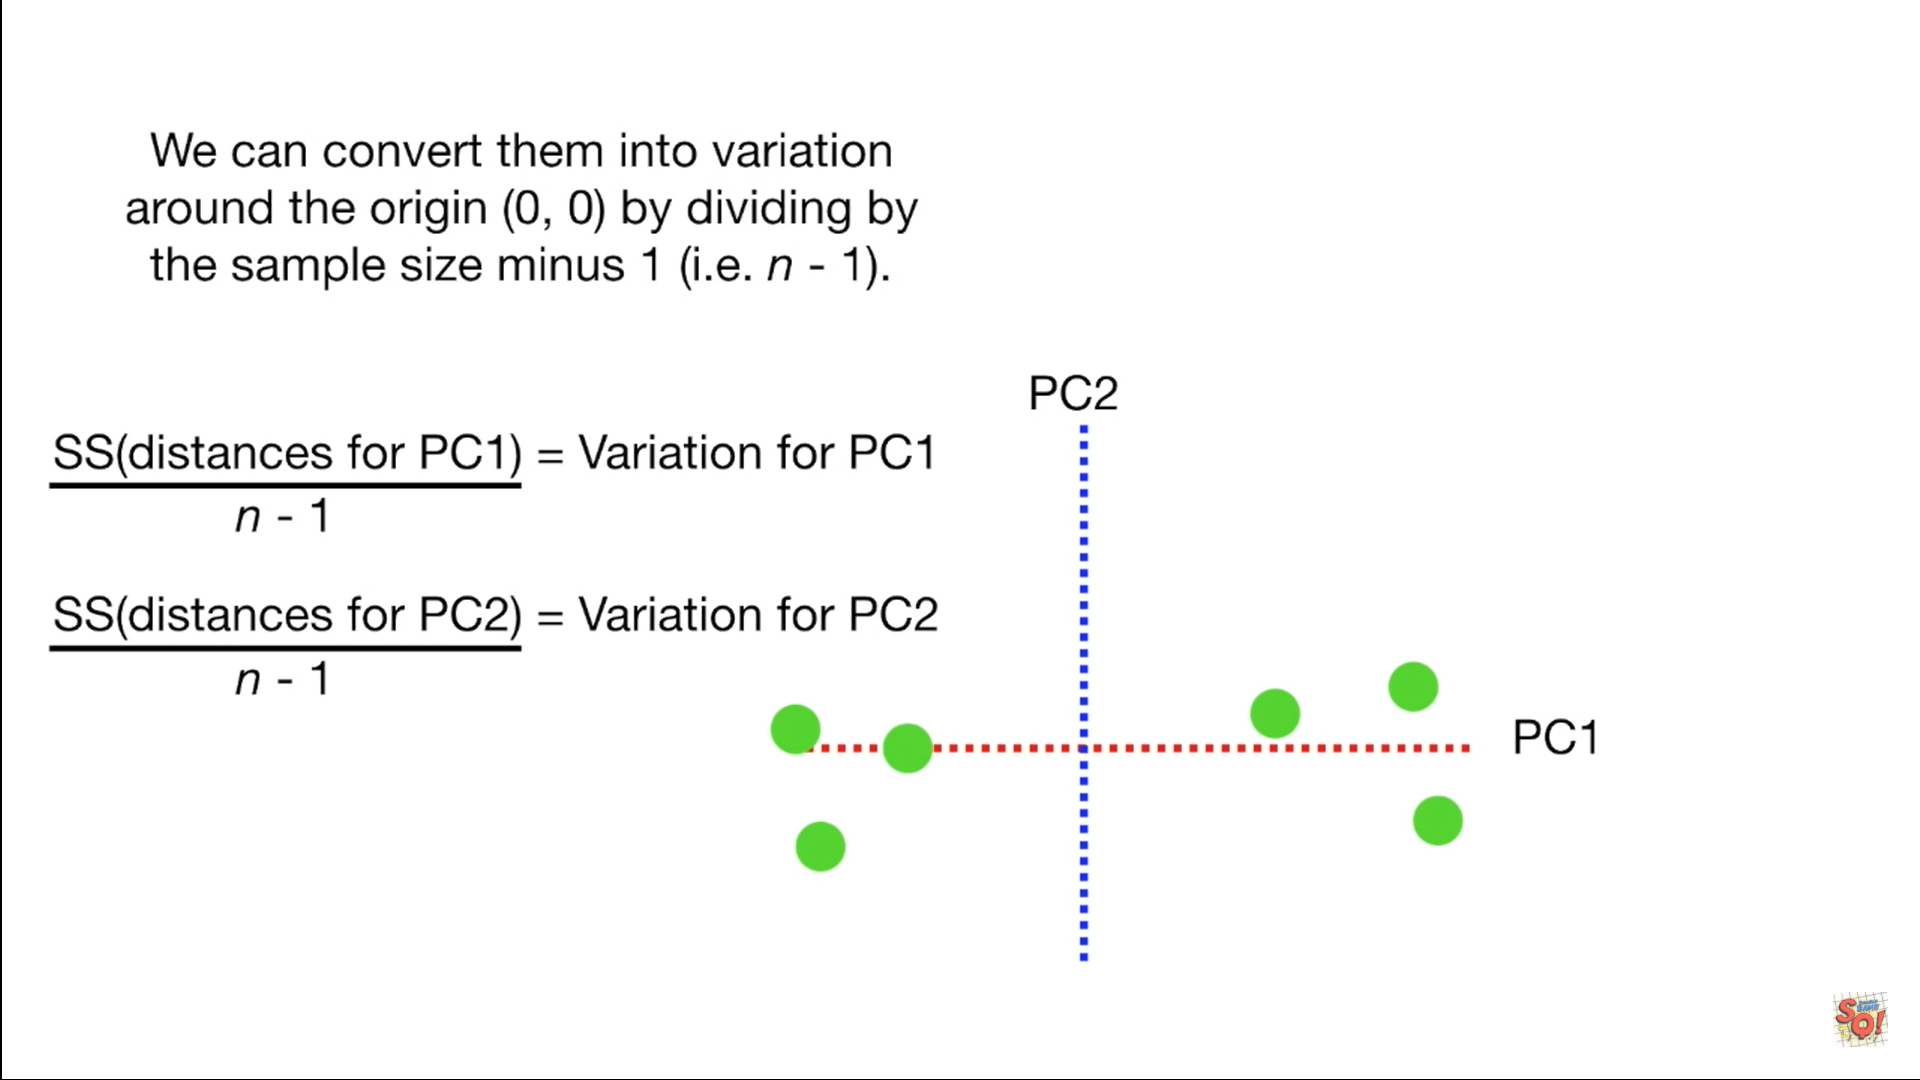 We can convert them into variation
around the origin (0, 0) by dividing by
the sample size minus 1 (i.e. n - 1).
PC2
SS(distances for PC1) = Variation for PC1
n - 1
SS(distances for PC2) = Variation for PC2
n - 1
PC1
SQ!